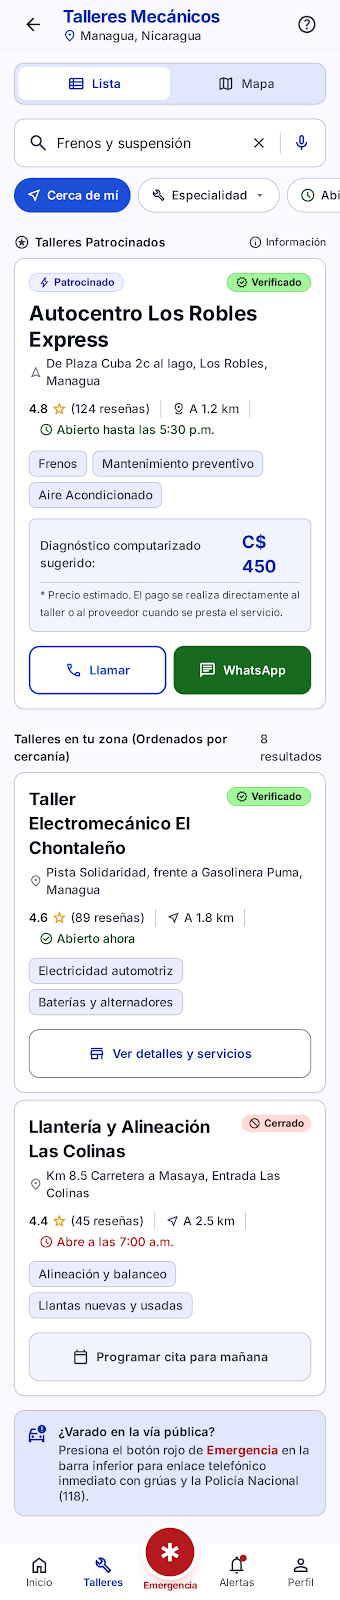 Talleres Mecánicos
Managua, Nicaragua
Lista
Mapa
Frenos y suspensión
Cerca de mí
Especialidad
Abi
Talleres Patrocinados
Información
Patrocinado
Verificado
Autocentro Los Robles
Express
De Plaza Cuba 2c al lago, Los Robles,
Managua
4.8 (124 reseñas) A 1.2 km
Abierto hasta las 5:30 p.m.
Frenos
Mantenimiento preventivo
Aire Acondicionado
Diagnóstico computarizado
sugerido:
C$
450
* Precio estimado. El pago se realiza directamente al
taller o al proveedor cuando se presta el servicio.
Llamar
WhatsApp
Talleres en tu zona (Ordenados por
cercanía)
8
resultados
Taller
Electromecánico El
Chontaleño
Verificado
Pista Solidaridad, frente a Gasolinera Puma,
Managua
4.6 (89 reseñas) A 1.8 km
Abierto ahora
Electricidad automotriz
Baterías y alternadores
Ver detalles y servicios
Llantería y Alineación
Las Colinas
Cerrado
Km 8.5 Carretera a Masaya, Entrada Las
Colinas
4.4 (45 reseñas) A 2.5 km
Abre a las 7:00 a.m.
Alineación y balanceo
Llantas nuevas y usadas
Programar cita para mañana
¿Varado en la vía pública?
Presiona el botón rojo de Emergencia en la
barra inferior para enlace telefónico
inmediato con grúas y la Policía Nacional
(118).
Inicio
Talleres
Emergencia
Alertas
Perfil